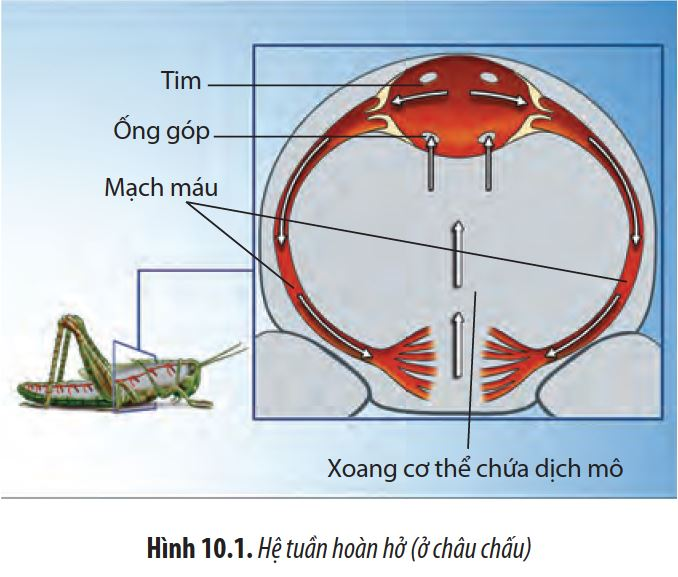 Tim
Ống góp
Mạch máu
Xoang cơ thể chứa dịch mô
Hình 10.1. Hệ tuần hoàn hở (ở châu chấu)